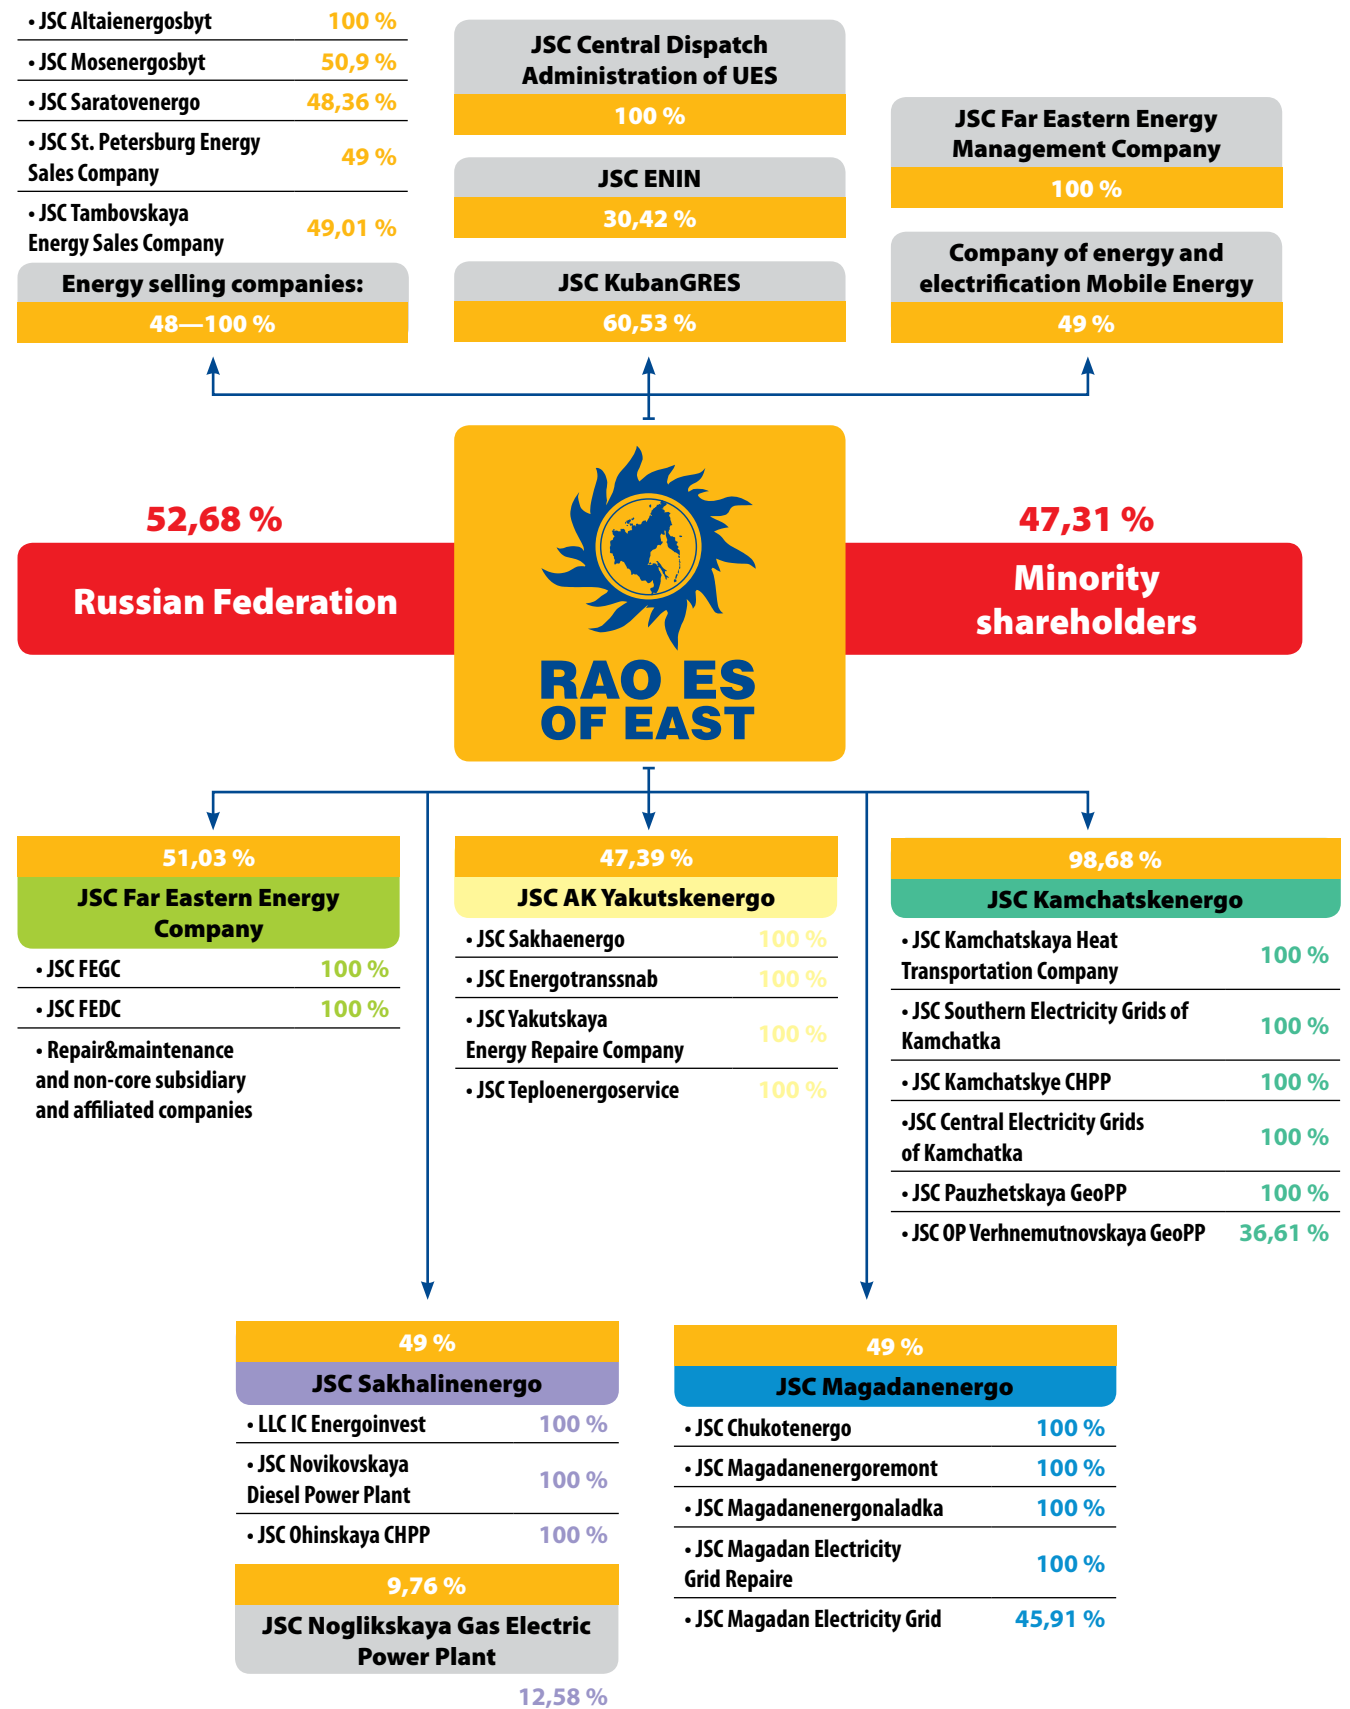 • JSC Altaienergosbyt 100 %
• JSC Mosenergosbyt 50,9 %
• JSC Saratovenergo 48,36 %
• JSC St. Petersburg Energy
Sales Company 49 %
• JSC Tambovskaya
Energy Sales Company 49,01 %
Energy selling companies:
48—100 %
JSC Central Dispatch
Administration of UES
100 %
JSC ENIN
30,42 %
JSC KubanGRES
60,53 %
JSC Far Eastern Energy
Management Company
100 %
Company of energy and
electrification Mobile Energy
49 %
52,68 %
Russian Federation
RAO ES
OF EAST
47,31 %
Minority
shareholders
51,03 %
JSC Far Eastern Energy
Company
• JSC FEGC 100 %
• JSC FEDC 100 %
• Repair&maintenance
and non-core subsidiary
and affiliated companies
47,39 %
JSC AK Yakutskenergo
• JSC Sakhaenergo 100 %
• JSC Energotranssnab 100 %
• JSC Yakutskaya
Energy Repaire Company 100 %
• JSC Teploenergoservice 100 %
98,68 %
JSC Kamchatskenergo
• JSC Kamchatskaya Heat
Transportation Company 100 %
• JSC Southern Electricity Grids of
Kamchatka 100 %
• JSC Kamchatskye CHPP 100 %
•JSC Central Electricity Grids
of Kamchatka 100 %
• JSC Pauzhetskaya GeoPP 100 %
• JSC OP Verhnemutnovskaya GeoPP 36,61 %
49 %
JSC Sakhalinenergo
• LLC IC Energoinvest 100 %
• JSC Novikovskaya
Diesel Power Plant 100 %
• JSC Ohinskaya CHPP 100 %
9,76 %
JSC Noglikskaya Gas Electric
Power Plant
12,58 %
49 %
JSC Magadanenergo
• JSC Chukotenergo 100 %
• JSC Magadanenergoremont 100 %
• JSC Magadanenergonaladka 100 %
• JSC Magadan Electricity
Grid Repaire 100 %
• JSC Magadan Electricity Grid 45,91 %